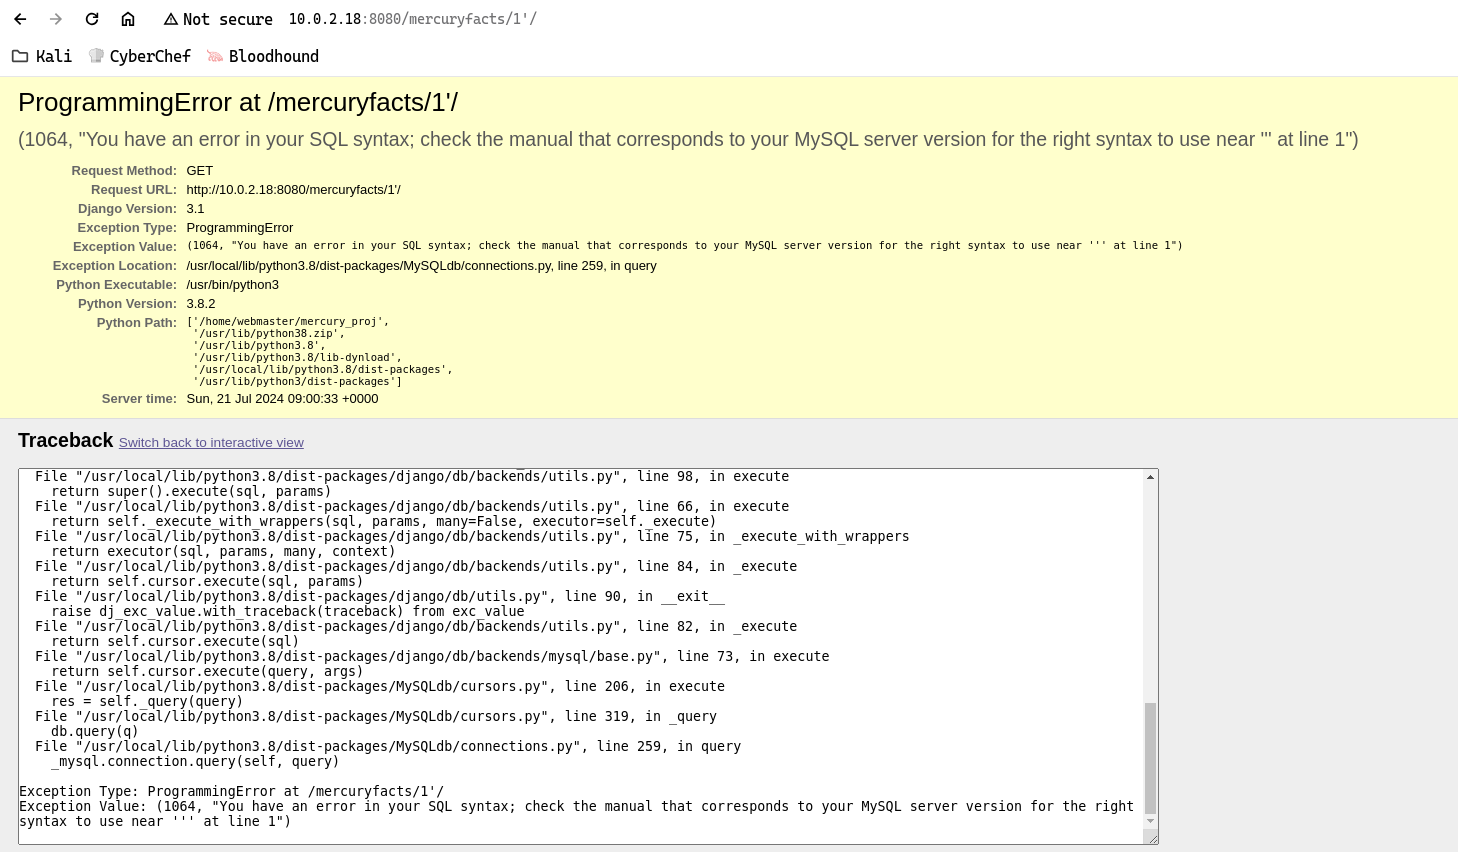 Not secure 10.0.2.18:8080/mercuryfacts/1'/
Kali CyberChef Bloodhound
ProgrammingError at /mercuryfacts/1'/
(1064, "You have an error in your SQL syntax; check the manual that corresponds to your MySQL server version for the right syntax to use near ''' at line 1")
Request Method: GET
Request URL: http://10.0.2.18:8080/mercuryfacts/1'/
Django Version: 3.1
Exception Type: ProgrammingError
Exception Value: (1064, "You have an error in your SQL syntax; check the manual that corresponds to your MySQL server version for the right syntax to use near ''' at line 1")
Exception Location: /usr/local/lib/python3.8/dist-packages/MySQLdb/connections.py, line 259, in query
Python Executable: /usr/bin/python3
Python Version: 3.8.2
Python Path: ['/home/webmaster/mercury_proj',
'/usr/lib/python38.zip',
'/usr/lib/python3.8',
'/usr/lib/python3.8/lib-dynload',
'/usr/local/lib/python3.8/dist-packages',
'/usr/lib/python3/dist-packages']
Server time: Sun, 21 Jul 2024 09:00:33 +0000
Traceback Switch back to interactive view
File "/usr/local/lib/python3.8/dist-packages/django/db/backends/utils.py", line 98, in execute
return super().execute(sql, params)
File "/usr/local/lib/python3.8/dist-packages/django/db/backends/utils.py", line 66, in execute
return self._execute_with_wrappers(sql, params, many=False, executor=self._execute)
File "/usr/local/lib/python3.8/dist-packages/django/db/backends/utils.py", line 75, in _execute_with_wrappers
return executor(sql, params, many, context)
File "/usr/local/lib/python3.8/dist-packages/django/db/backends/utils.py", line 84, in _execute
return self.cursor.execute(sql, params)
File "/usr/local/lib/python3.8/dist-packages/django/db/utils.py", line 90, in __exit__
raise dj_exc_value.with_traceback(traceback) from exc_value
File "/usr/local/lib/python3.8/dist-packages/django/db/backends/utils.py", line 82, in _execute
return self.cursor.execute(sql)
File "/usr/local/lib/python3.8/dist-packages/django/db/backends/mysql/base.py", line 73, in execute
return self.cursor.execute(query, args)
File "/usr/local/lib/python3.8/dist-packages/MySQLdb/cursors.py", line 206, in execute
res = self._query(query)
File "/usr/local/lib/python3.8/dist-packages/MySQLdb/cursors.py", line 319, in _query
db.query(q)
File "/usr/local/lib/python3.8/dist-packages/MySQLdb/connections.py", line 259, in query
_mysql.connection.query(self, query)
Exception Type: ProgrammingError at /mercuryfacts/1'/
Exception Value: (1064, "You have an error in your SQL syntax; check the manual that corresponds to your MySQL server version for the right
syntax to use near ''' at line 1")